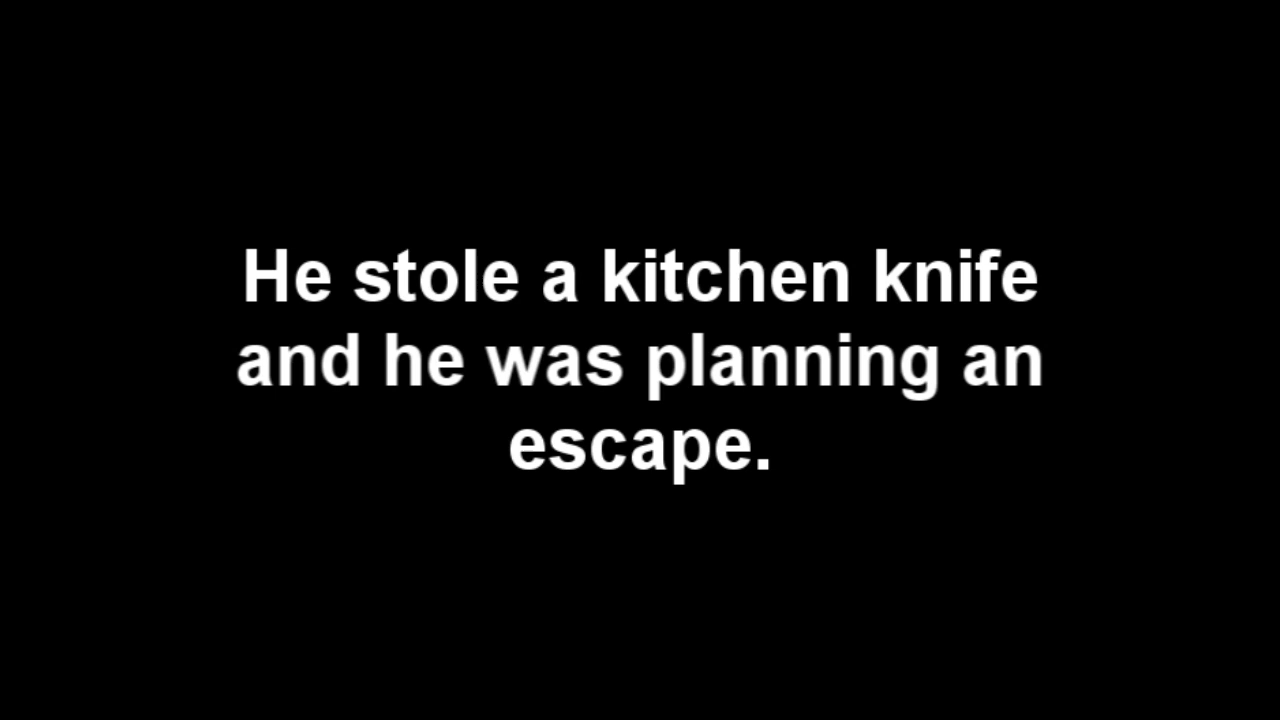 He stole a kitchen knife
and he was planning an
escape.